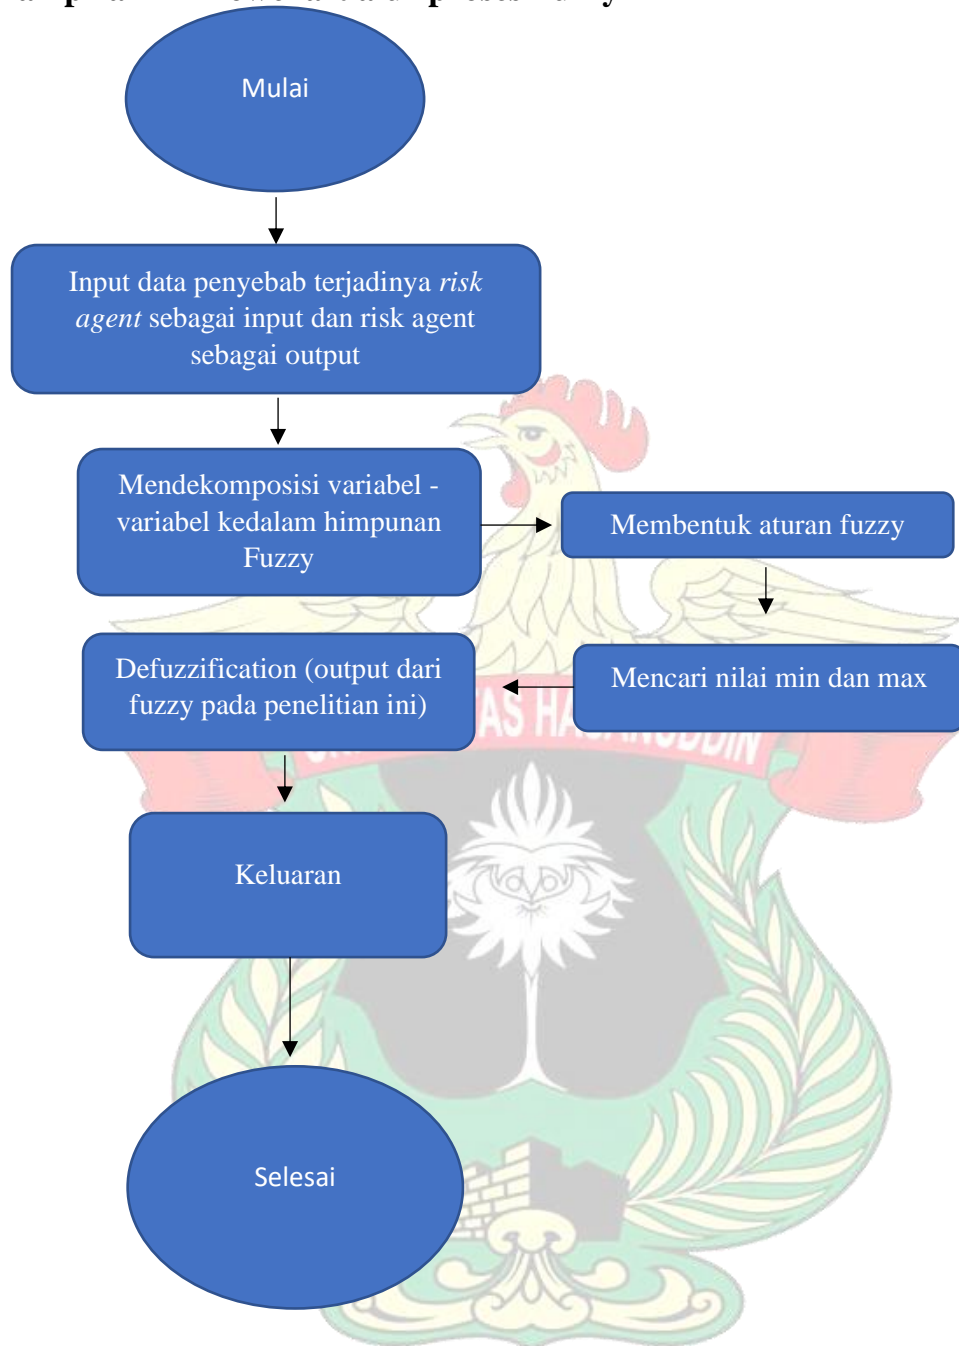 Mulai
Input data penyebab terjadinya risk
agent sebagai input dan risk agent
sebagai output
Mendekomposisi variabel -
variabel kedalam himpunan
Fuzzy
Membentuk aturan fuzzy
Mencari nilai min dan max
Defuzzification (output dari
fuzzy pada penelitian ini)
Keluaran
Selesai